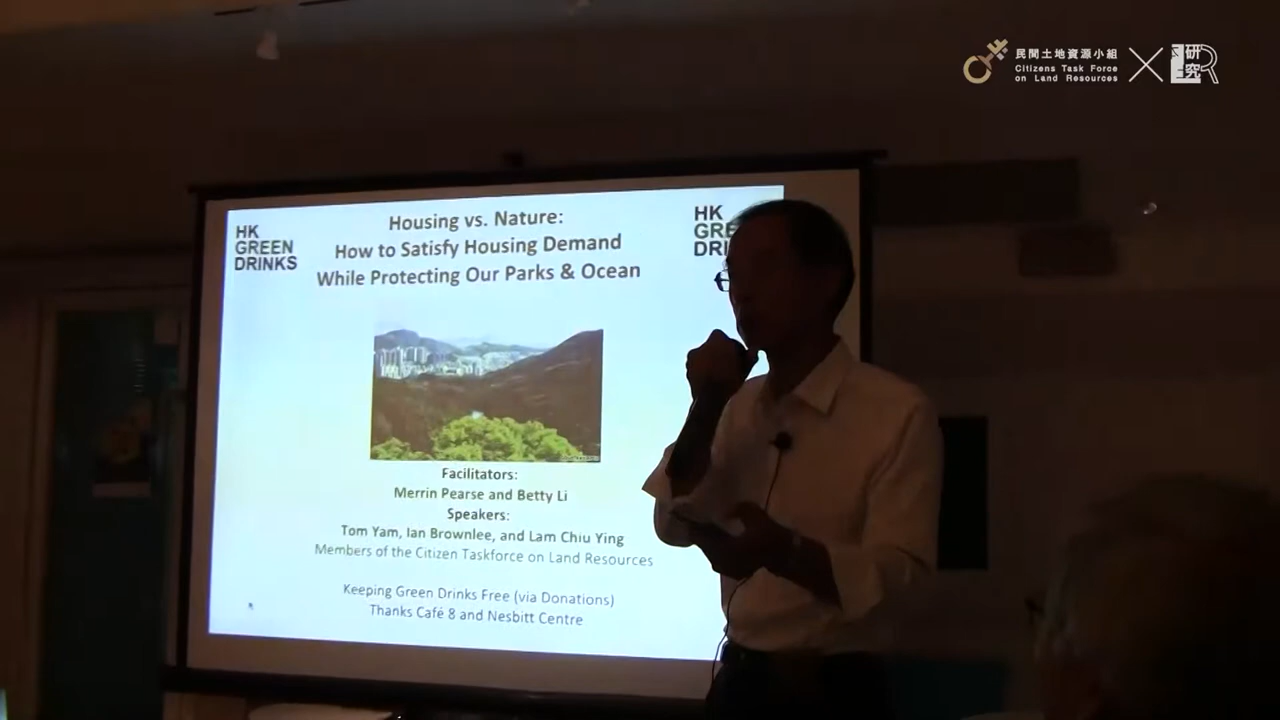 民間土地資源小組
Citizens Task Force
on Land Resources
研
究
HK
GREEN
DRINKS
Housing vs. Nature:
How to Satisfy Housing Demand
While Protecting Our Parks & Ocean
HK
GRE
DRI
Facilitators:
Merrin Pearse and Betty Li
Speakers:
Tom Yam, Ian Brownlee, and Lam Chiu Ying
Members of the Citizen Taskforce on Land Resources
Keeping Green Drinks Free (via Donations)
Thanks Café 8 and Nesbitt Centre